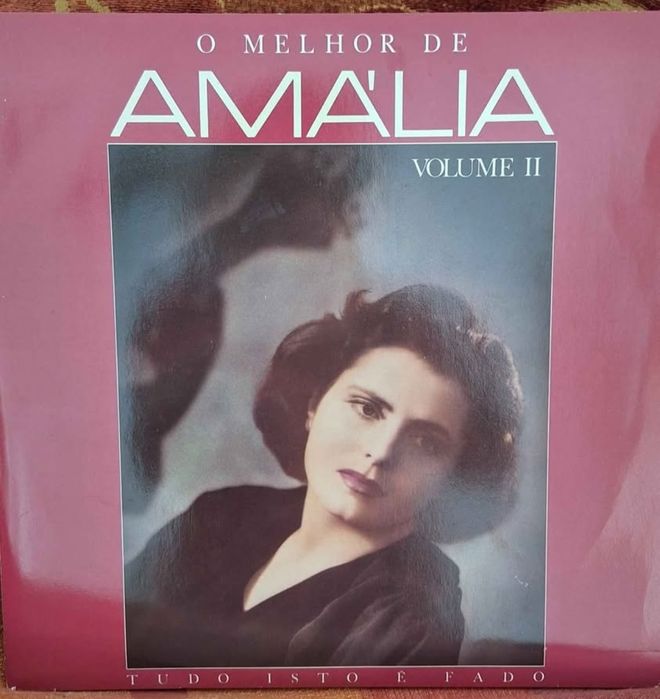 O MELHOR DE
AMÁLIA
VOLUME II
TUDO ISTO É FADO